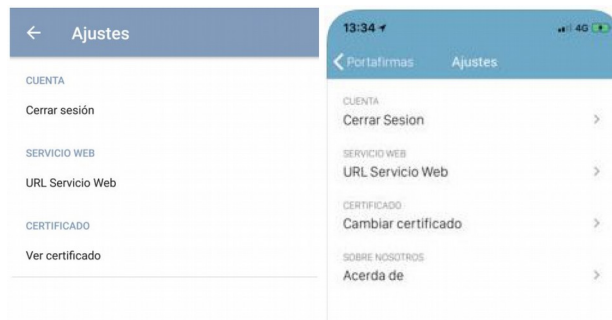 Ajustes
CUENTA
Cerrar sesión
SERVICIO WEB
URL Servicio Web
CERTIFICADO
Ver certificado
13:34
4G
Portafirmas Ajustes
CUENTA
Cerrar Sesion
SERVICIO WEB
URL Servicio Web
CERTIFICADO
Cambiar certificado
SOBRE NOSOTROS
Acerda de